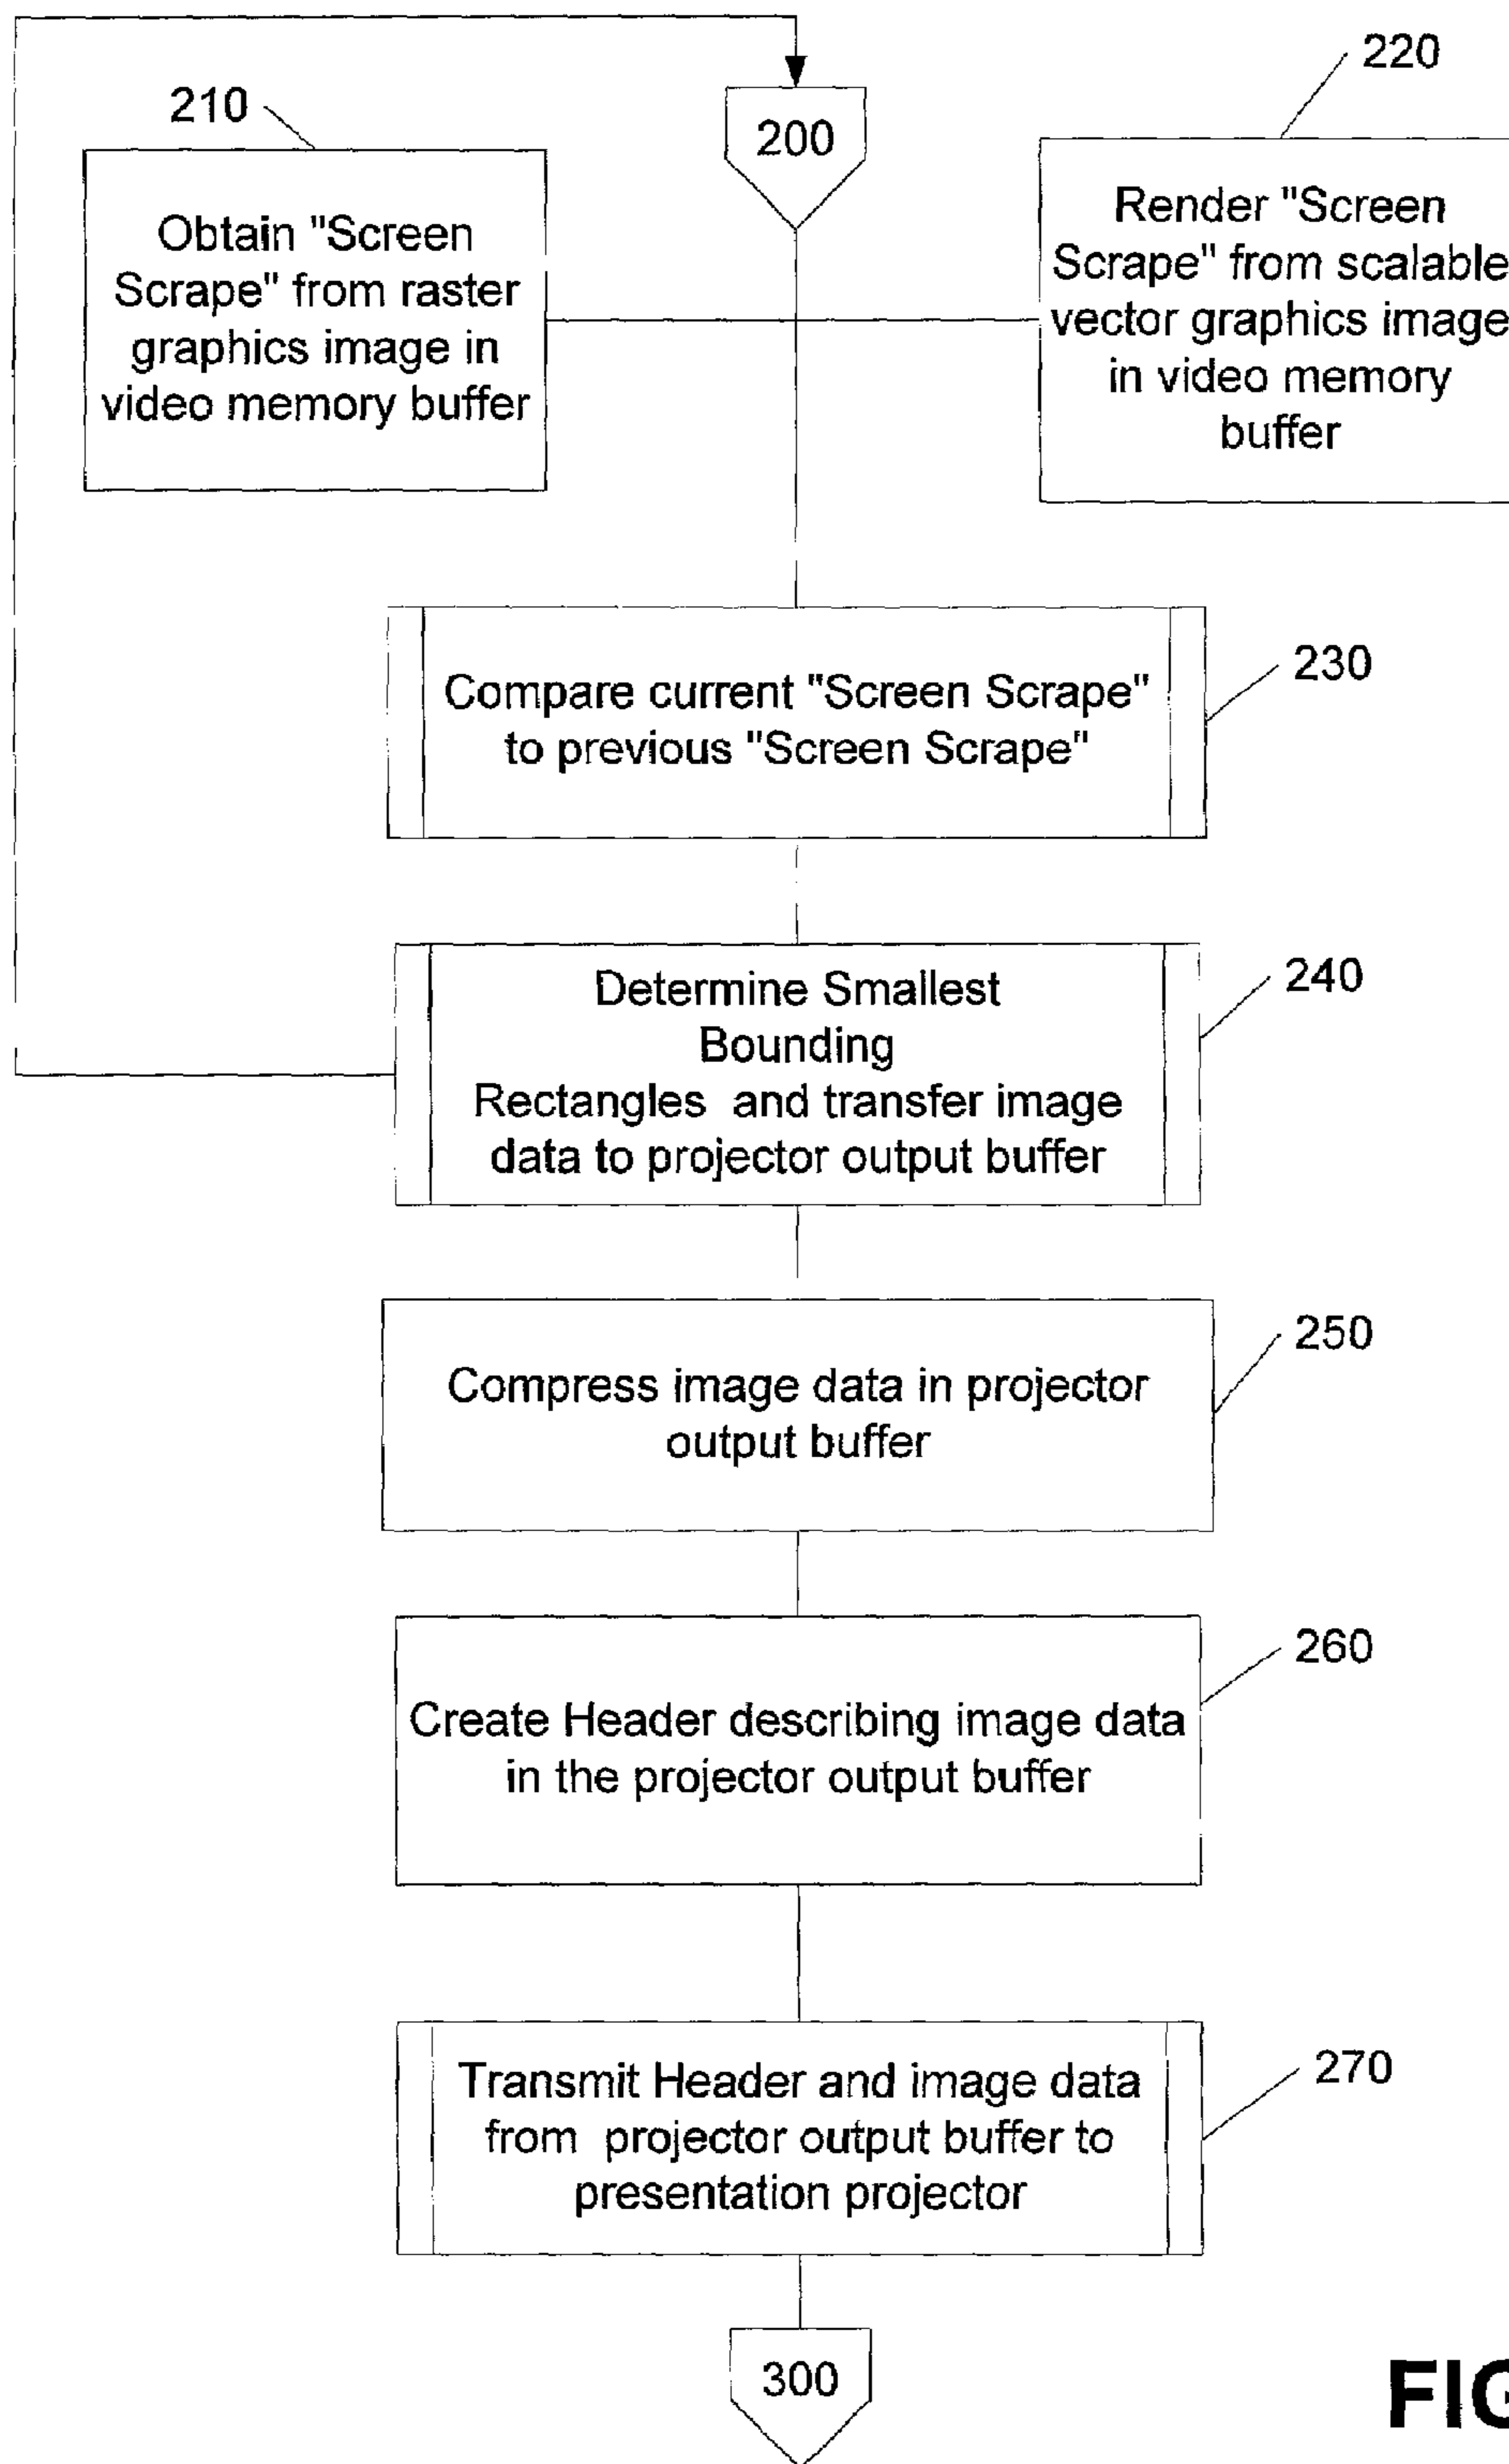 210
200
220
Obtain "Screen
Scrape" from raster
graphics image in
video memory buffer
Render "Screen
Scrape" from scalable
vector graphics image
in video memory
buffer
230
Compare current "Screen Scrape"
to previous "Screen Scrape"
240
Determine Smallest
Bounding
Rectangles and transfer image
data to projector output buffer
250
Compress image data in projector
output buffer
260
Create Header describing image data
in the projector output buffer
270
Transmit Header and image data
from projector output buffer to
presentation projector
300
FIG